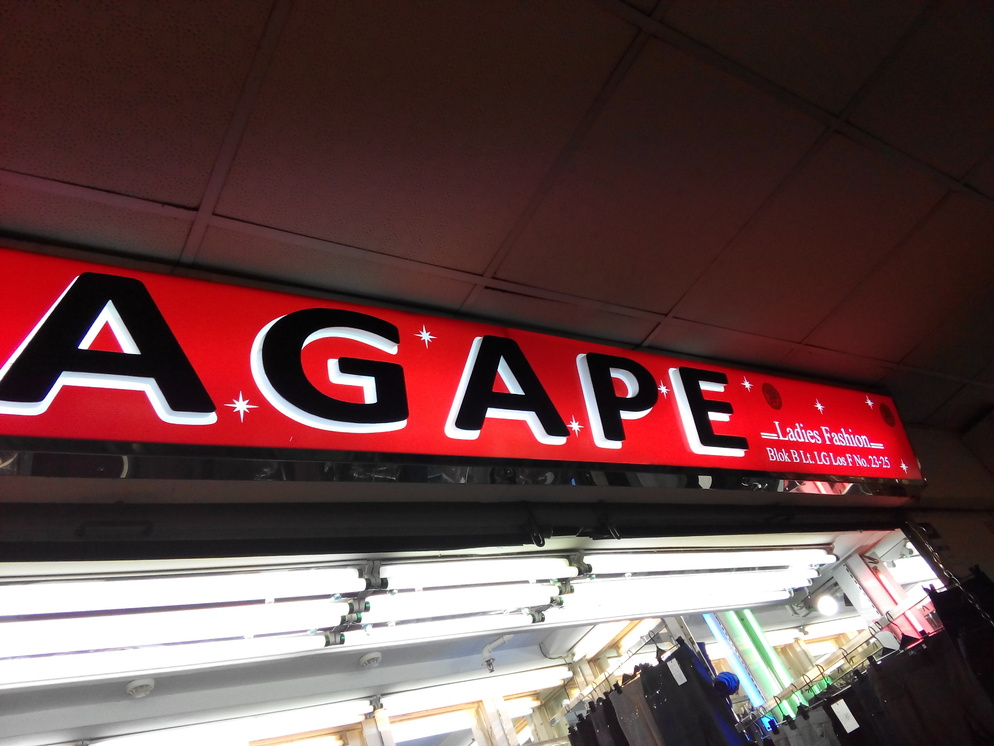 AGAPE
Ladies Fashion
Blok B Lt. LG Los F No. 23-25